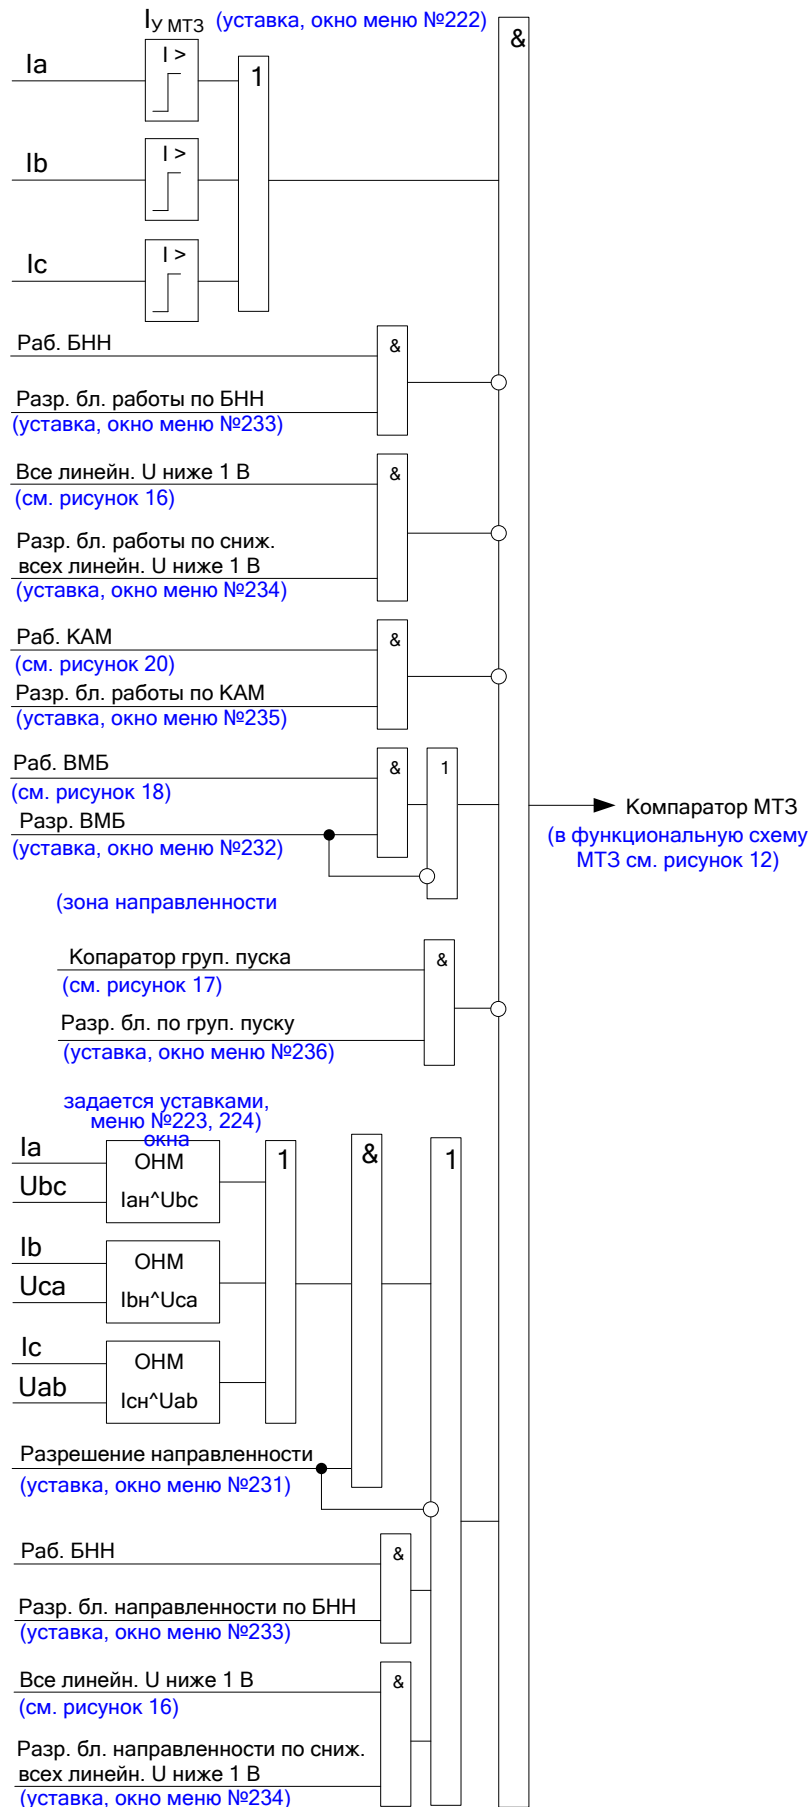 IУ МТЗ (уставка, окно меню №222)
&
Ia
I >
1
Ib
I >
Ic
I >
Раб. БНН
&
Разр. бл. работы по БНН
(уставка, окно меню №233)
Все линейн. U ниже 1 В
&
(см. рисунок 16)
Разр. бл. работы по сниж.
всех линейн. U ниже 1 В
(уставка, окно меню №234)
Раб. КАМ
&
(см. рисунок 20)
Разр. бл. работы по КАМ
(уставка, окно меню №235)
Раб. ВМБ
&
1
(см. рисунок 18)
Разр. ВМБ
(уставка, окно меню №232)
Компаратор МТЗ
(в функциональную схему
МТЗ см. рисунок 12)
(зона направленности
Копаратор груп. пуска
&
(см. рисунок 17)
Разр. бл. по груп. пуску
(уставка, окно меню №236)
задается уставками,
меню №223, 224)
окна
Ia
Ubc
ОНМ
Iaн^Ubc
1
&
1
Ib
Uca
ОНМ
Ibн^Uca
Ic
Uab
ОНМ
Icн^Uab
Разрешение направленности
(уставка, окно меню №231)
Раб. БНН
&
Разр. бл. направленности по БНН
(уставка, окно меню №233)
Все линейн. U ниже 1 В
&
(см. рисунок 16)
Разр. бл. направленности по сниж.
всех линейн. U ниже 1 В
(уставка, окно меню №234)